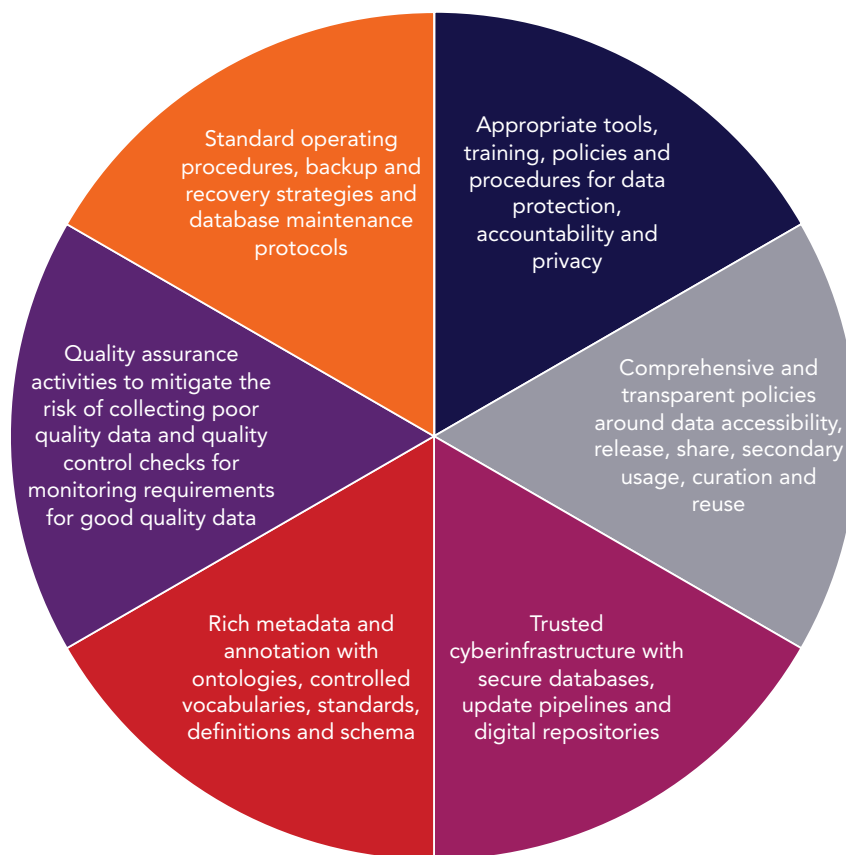 Standard operating
procedures, backup and
recovery strategies and
database maintenance
protocols
Appropriate tools,
training, policies and
procedures for data
protection,
accountability and
privacy
Quality assurance
activities to mitigate the
risk of collecting poor
quality data and quality
control checks for
monitoring requirements
for good quality data
Comprehensive and
transparent policies
around data accessibility,
release, share, secondary
usage, curation and
reuse
Rich metadata and
annotation with
ontologies, controlled
vocabularies, standards,
definitions and schema
Trusted
cyberinfrastructure with
secure databases,
update pipelines and
digital repositories